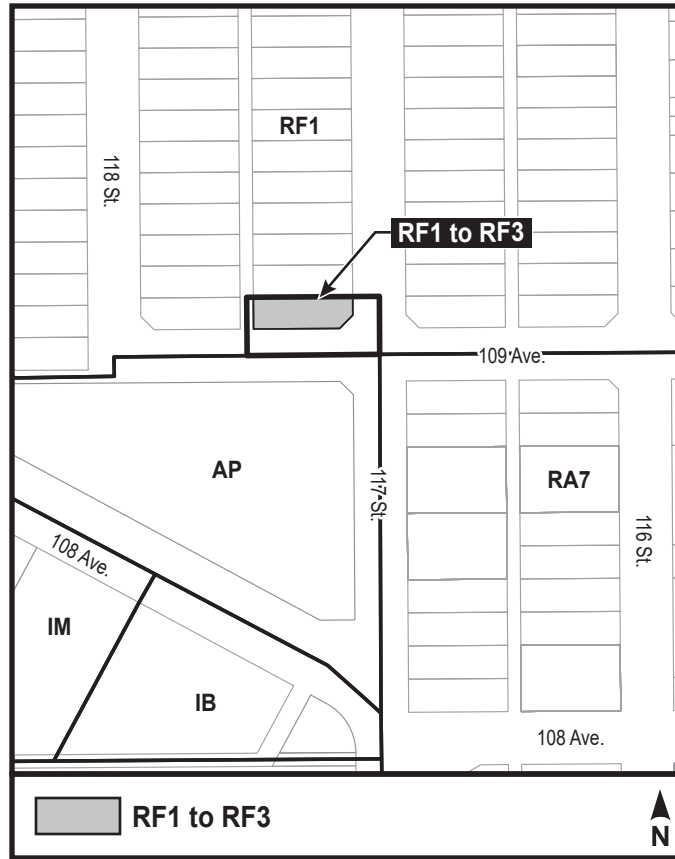 RF1
118 St.
RF1 to RF3
109 Ave.
AP
117 St.
RA7
116 St.
108 Ave.
IM
IB
108 Ave.
RF1 to RF3
N